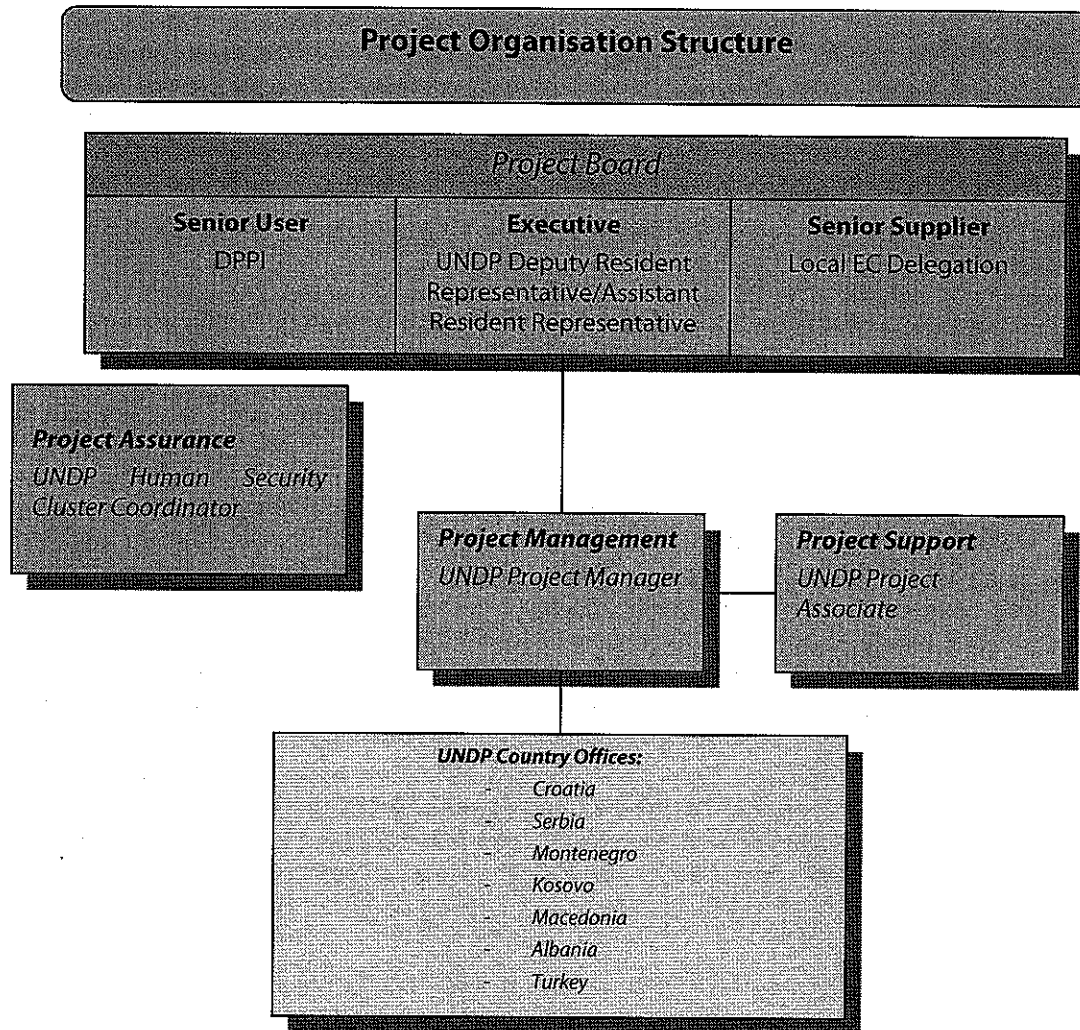 Project Organisation Structure
Project Board
Senior User
DPPI
Executive
UNDP Deputy Resident
Representative/Assistant
Resident Representative
Senior Supplier
Local EC Delegation
Project Assurance
UNDP Human Security
Cluster Coordinator
Project Management
UNDP Project Manager
Project Support
UNDP Project
Associate
UNDP Country Offices:
- Croatia
- Serbia
- Montenegro
- Kosovo
- Macedonia
- Albania
- Turkey